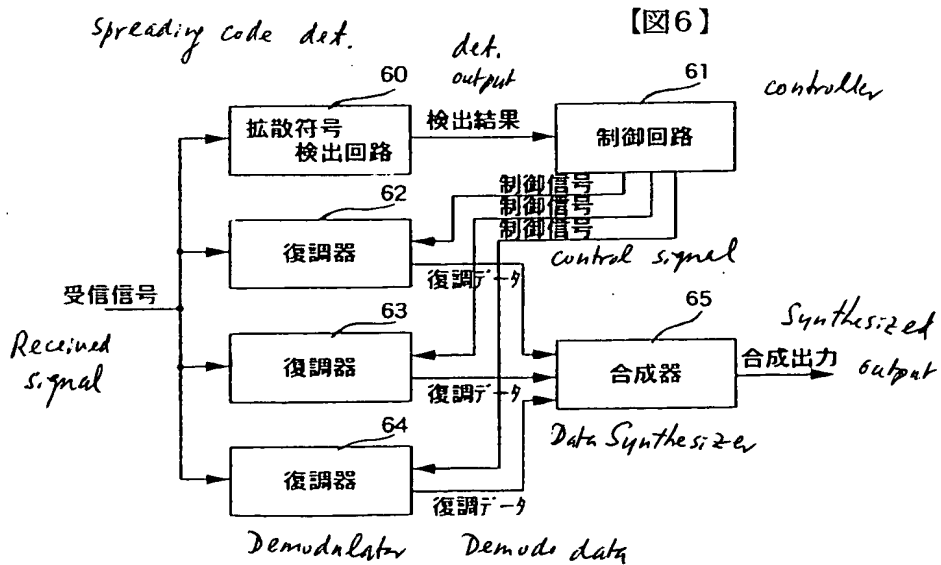 Spreading code det.
【図6】
det.
output
60
61
controller
拡散符号
検出回路
検出結果
制御回路
制御信号
制御信号
制御信号
62
復調器
control signal
復調データ
受信信号
63
65
Synthesized
output
Received
signal
復調器
合成器
合成出力
復調データ
64
Data Synthesizer
復調器
復調データ
Demodulator
Demode data